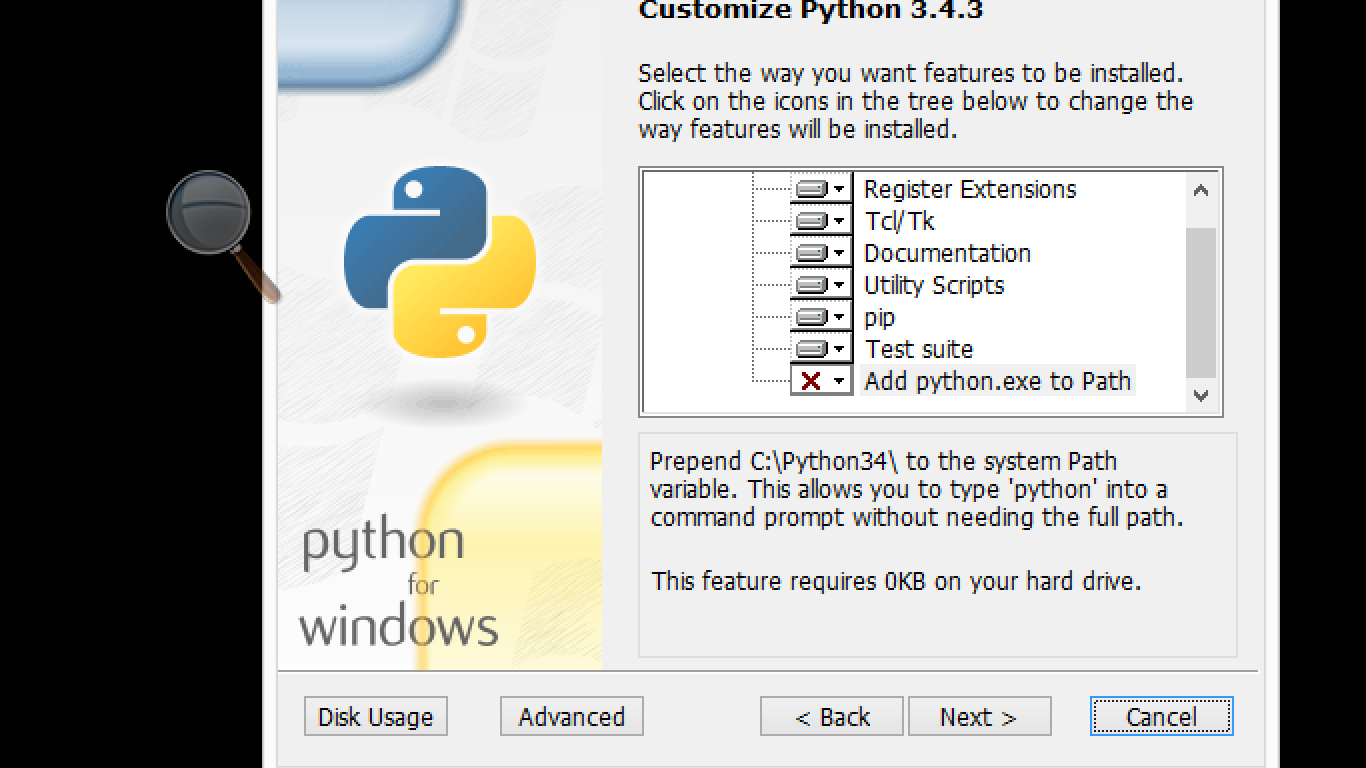 Customize Python 3.4.3
Select the way you want features to be installed.
Click on the icons in the tree below to change the
way features will be installed.
Register Extensions
Tcl/Tk
Documentation
Utility Scripts
pip
Test suite
Add python.exe to Path
Prepend C:\Python34\ to the system Path
variable. This allows you to type 'python' into a
command prompt without needing the full path.
This feature requires 0KB on your hard drive.
python
for
windows
Disk Usage
Advanced
< Back
Next >
Cancel